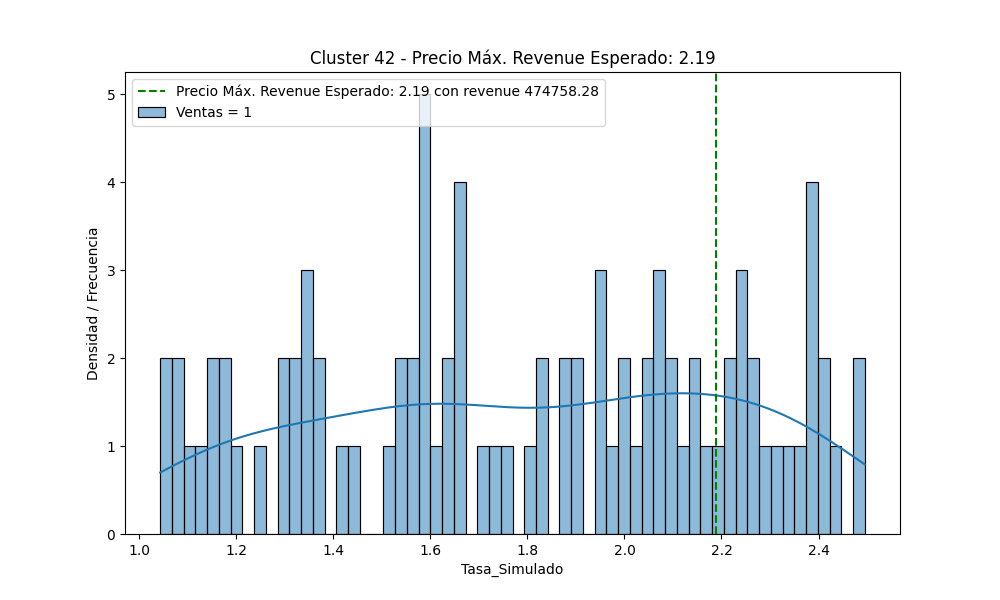 Cluster 42 - Precio Máx. Revenue Esperado: 2.19
Precio Máx. Revenue Esperado: 2.19 con revenue 474758.28
Ventas = 1
5
4
3
2
1
0
Densidad / Frecuencia
1.0 1.2 1.4 1.6 1.8 2.0 2.2 2.4
Tasa_Simulado